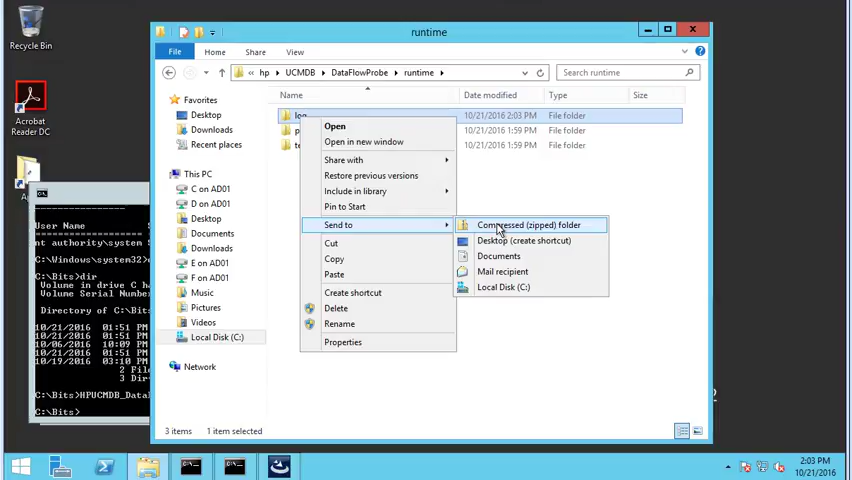 Recycle Bin
Acrobat
Reader DC
runtime
File
Home
Share
View
« hp
UCMDB
DataFlowProbe
runtime
Search runtime
Name
Date modified
Type
Size
Favorites
Desktop
Downloads
Recent places
This PC
C on AD01
D on AD01
Desktop
Documents
Downloads
E on AD01
F on AD01
Music
Pictures
Videos
Local Disk (C:)
Network
log
10/21/2016 2:03 PM
File folder
10/21/2016 1:59 PM
File folder
10/21/2016 1:59 PM
File folder
Open
Open in new window
Share with
Restore previous versions
Include in library
Pin to Start
Send to
Cut
Copy
Paste
Create shortcut
Delete
Rename
Properties
Compressed (zipped) folder
Desktop (create shortcut)
Documents
Mail recipient
Local Disk (C:)
User Name
nt authority\system
C:\Windows\system32>
C:\Bits>dir
Volume in drive C ha
Volume Serial Number
Directory of C:\Bits
10/21/2016 01:51 PM
10/21/2016 01:51 PM
10/06/2016 10:09 PM
10/21/2016 01:51 PM
10/19/2016 03:10 PM
2 File
3 Dir
C:\Bits>HPUCMDB_Data
C:\Bits>
3 items
1 item selected
2:03 PM
10/21/2016